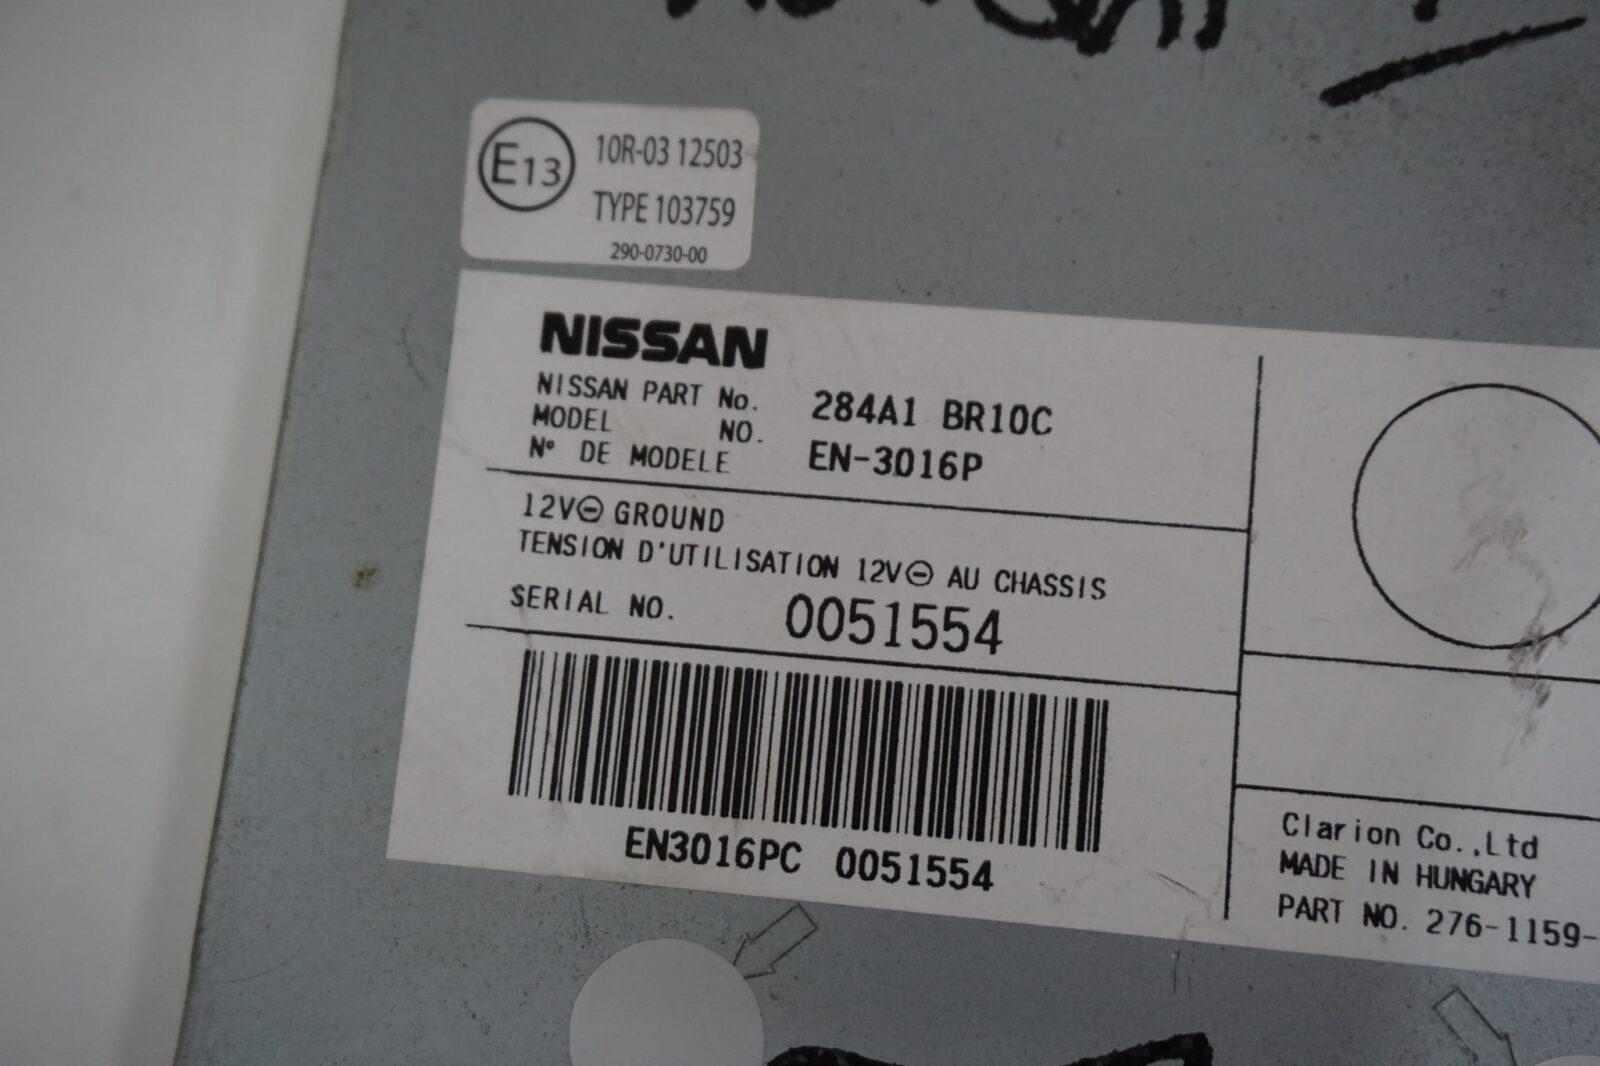 E13
10R-03 12503
TYPE 103759
290-0730-00
NISSAN
NISSAN PART No. 284A1 BR10C
MODEL NO.
N° DE MODELE EN-3016P
12V⊖ GROUND
TENSION D'UTILISATION 12V⊖ AU CHASSIS
SERIAL NO. 0051554
EN3016PC 0051554
Clarion Co.,Ltd
MADE IN HUNGARY
PART NO. 276-1159-